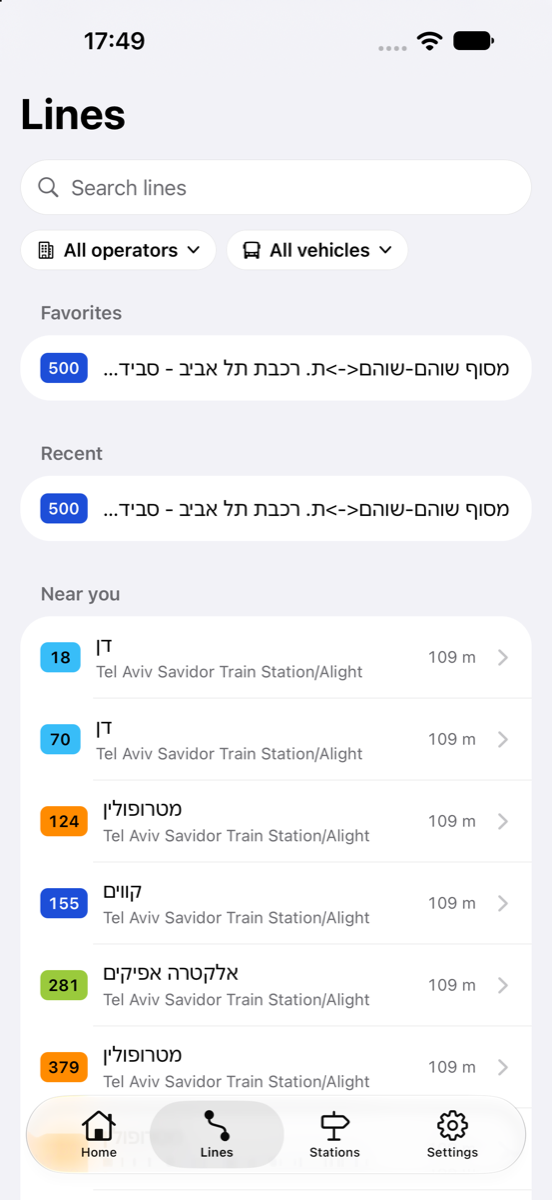 17:49
Lines
Search lines
All operators
All vehicles
Favorites
500 מסוף שוהם-שוהם<->ת. רכבת תל אביב - סביד...
Recent
500 מסוף שוהם-שוהם<->ת. רכבת תל אביב - סביד...
Near you
18 דן 109 m
Tel Aviv Savidor Train Station/Alight
70 דן 109 m
Tel Aviv Savidor Train Station/Alight
124 מטרופולין 109 m
Tel Aviv Savidor Train Station/Alight
155 קווים 109 m
Tel Aviv Savidor Train Station/Alight
281 אלקטרה אפיקים 109 m
Tel Aviv Savidor Train Station/Alight
379 מטרופולין 109 m
Tel Aviv Savidor Train Station/Alight
Home
Lines
Stations
Settings